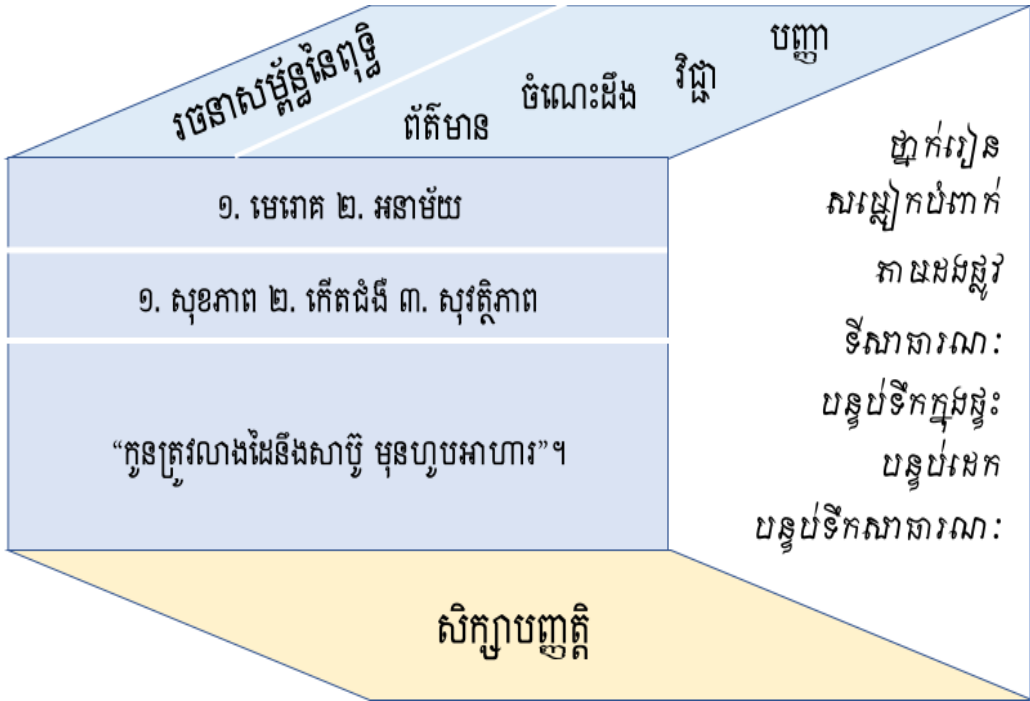 រចនាសម្ព័ន្ធនៃពុទ្ធិ
ព័ត៌មាន
ចំណេះដឹង
វិជ្ជា
បញ្ញា
១. មេរោគ ២. អនាម័យ
១. សុខភាព ២. កើតជំងឺ ៣. សុវត្ថិភាព
“កូនត្រូវលាងដៃនឹងសាប៊ូ មុនហូបអាហារ”។
ថ្នាក់រៀន
សម្លៀកបំពាក់
តាមដងផ្លូវ
ទីសាធារណៈ
បន្ទប់ទឹកក្នុងផ្ទះ
បន្ទប់ដេក
បន្ទប់ទឹកសាធារណៈ
សិក្សាបញ្ញត្តិ